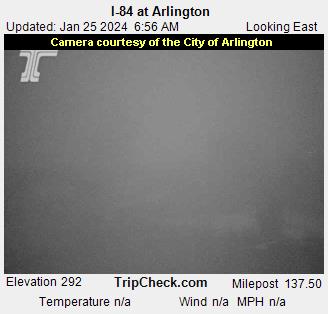 I-84 at Arlington
Updated: Jan 25 2024 6:56 AM Looking East
Camera courtesy of the City of Arlington
Elevation 292 TripCheck.com Milepost 137.50
Temperature n/a Wind n/a MPH n/a